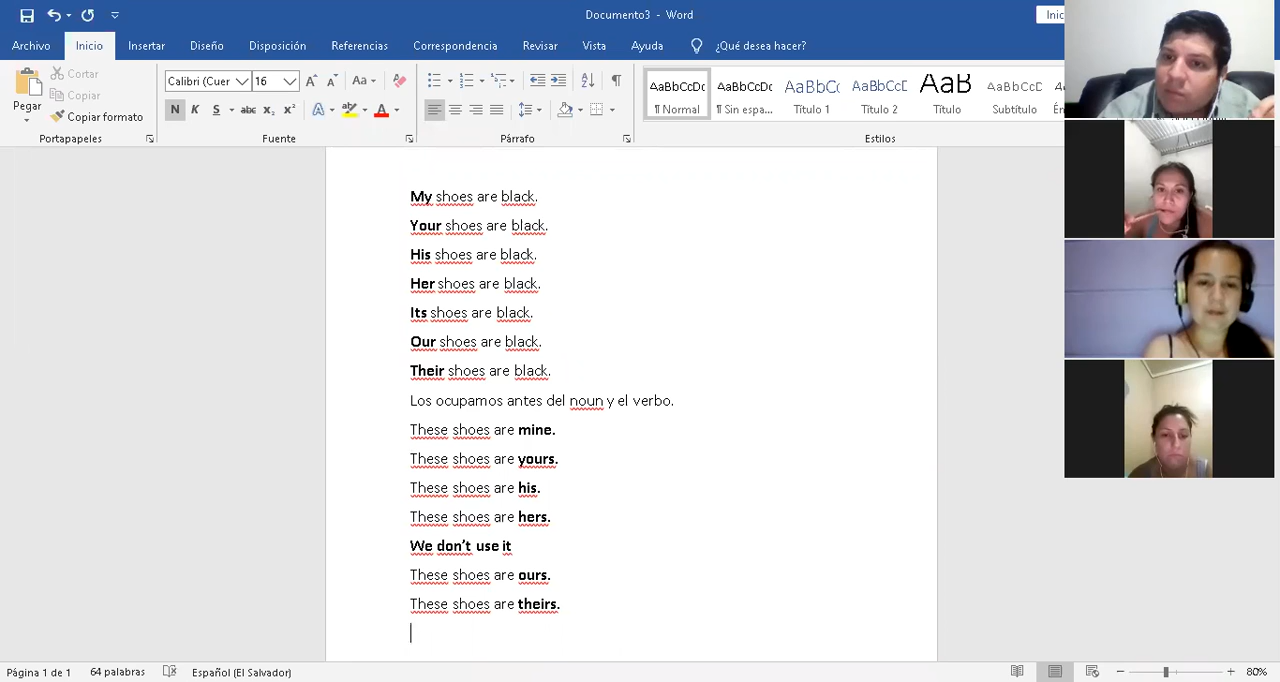 Documento3 - Word
Inic
Archivo Inicio Insertar Diseño Disposición Referencias Correspondencia Revisar Vista Ayuda ¿Qué desea hacer?
Pegar
Cortar
Copiar
Copiar formato
Portapapeles
Calibri (Cuer 16
Aa
N K S abc x₂ x²
A
Fuente
Párrafo
AaBbCcDc AaBbCcDc AaBbCc AaBbCcD AaB AaBbCcD
¶ Normal ¶ Sin espa... Título 1 Título 2 Título Subtítulo
Estilos
My shoes are black.
Your shoes are black.
His shoes are black.
Her shoes are black.
Its shoes are black.
Our shoes are black.
Their shoes are black.
Los ocupamos antes del noun y el verbo.
These shoes are mine.
These shoes are yours.
These shoes are his.
These shoes are hers.
We don't use it
These shoes are ours.
These shoes are theirs.
Página 1 de 1 64 palabras Español (El Salvador) 80%